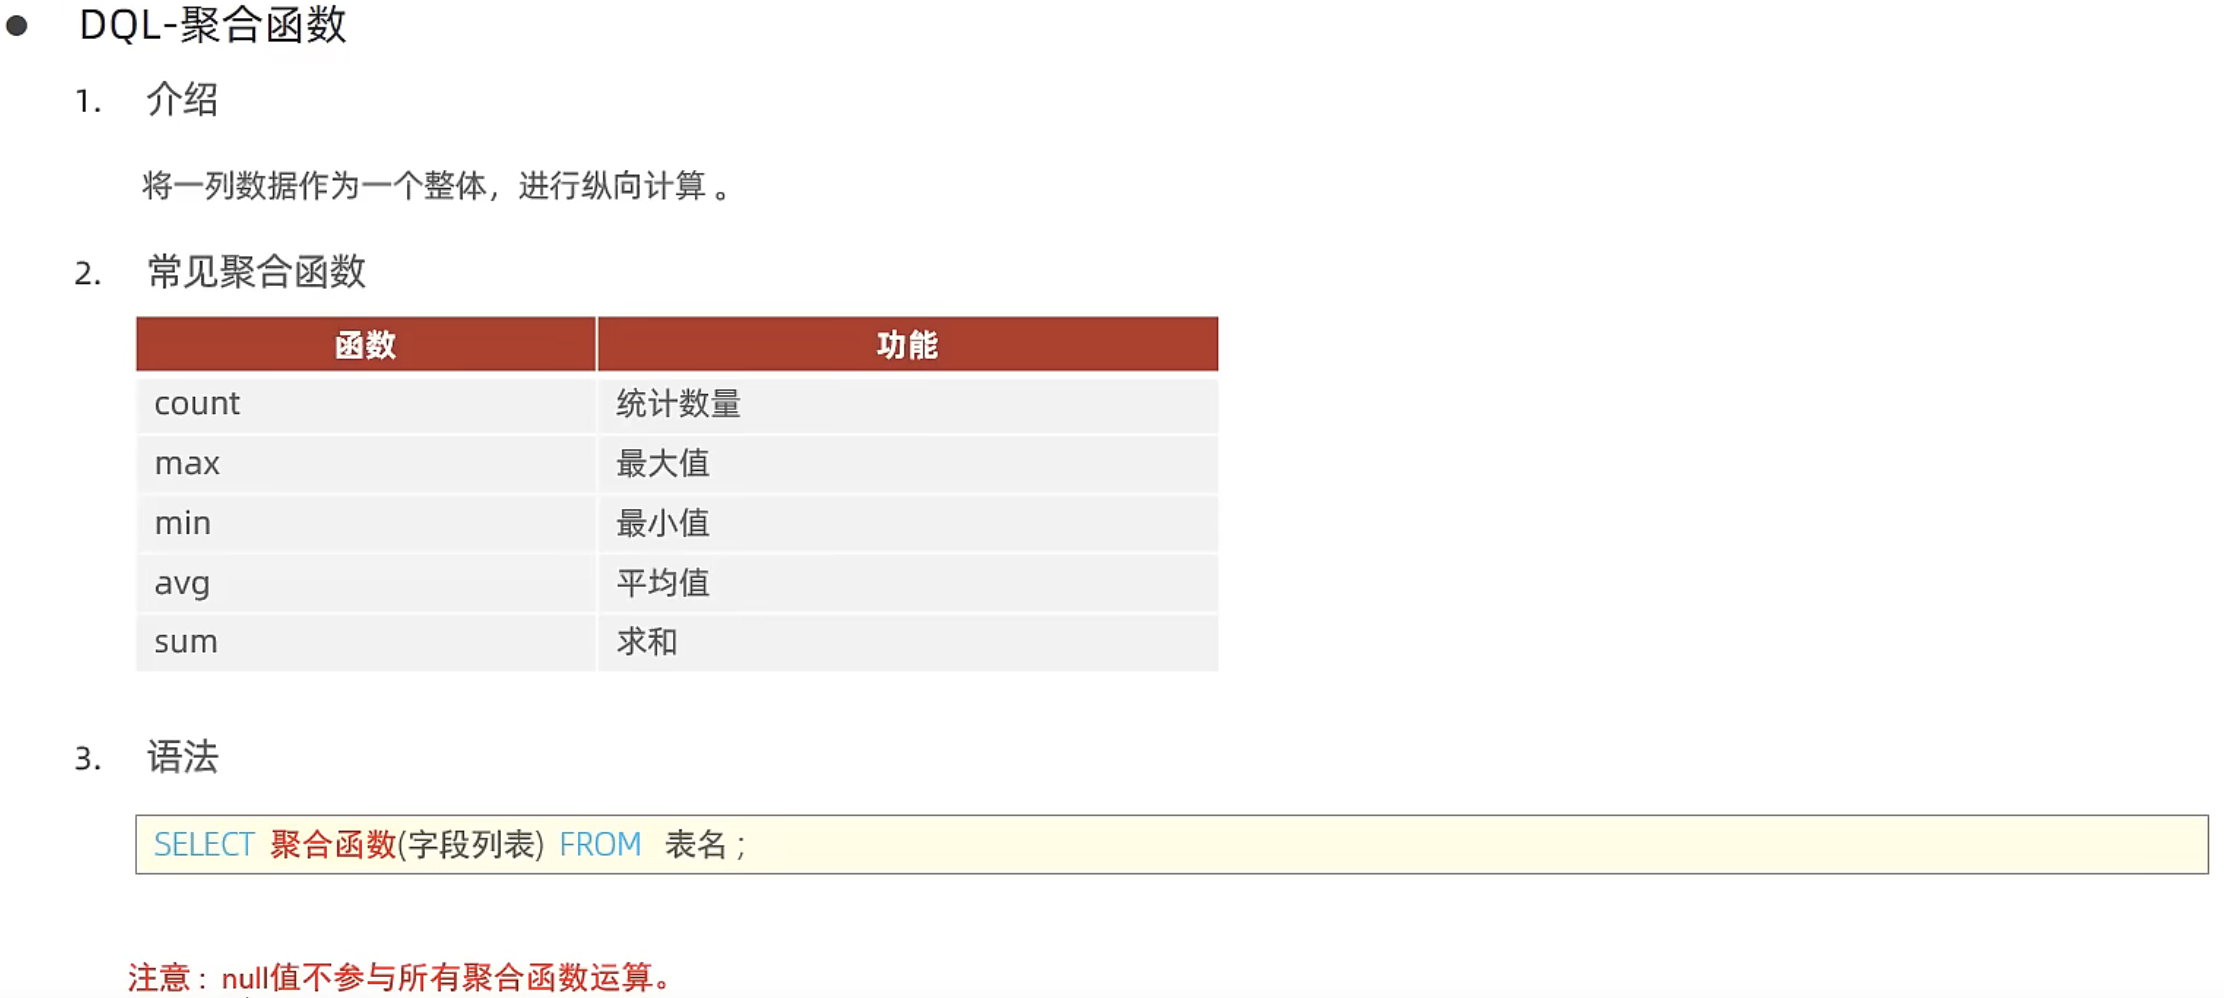 ● DQL-聚合函数
1. 介绍
将一列数据作为一个整体，进行纵向计算 。
2. 常见聚合函数
函数 功能
count 统计数量
max 最大值
min 最小值
avg 平均值
sum 求和
3. 语法
SELECT 聚合函数(字段列表) FROM 表名 ;
注意 : null值不参与所有聚合函数运算。